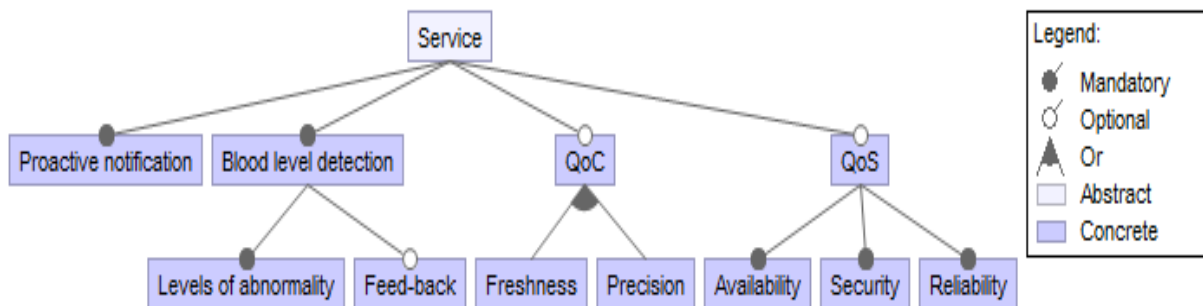 Service
Legend:
Mandatory
Optional
Or
Abstract
Concrete
Proactive notification
Blood level detection
QoC
QoS
Levels of abnormality
Feed-back
Freshness
Precision
Availability
Security
Reliability